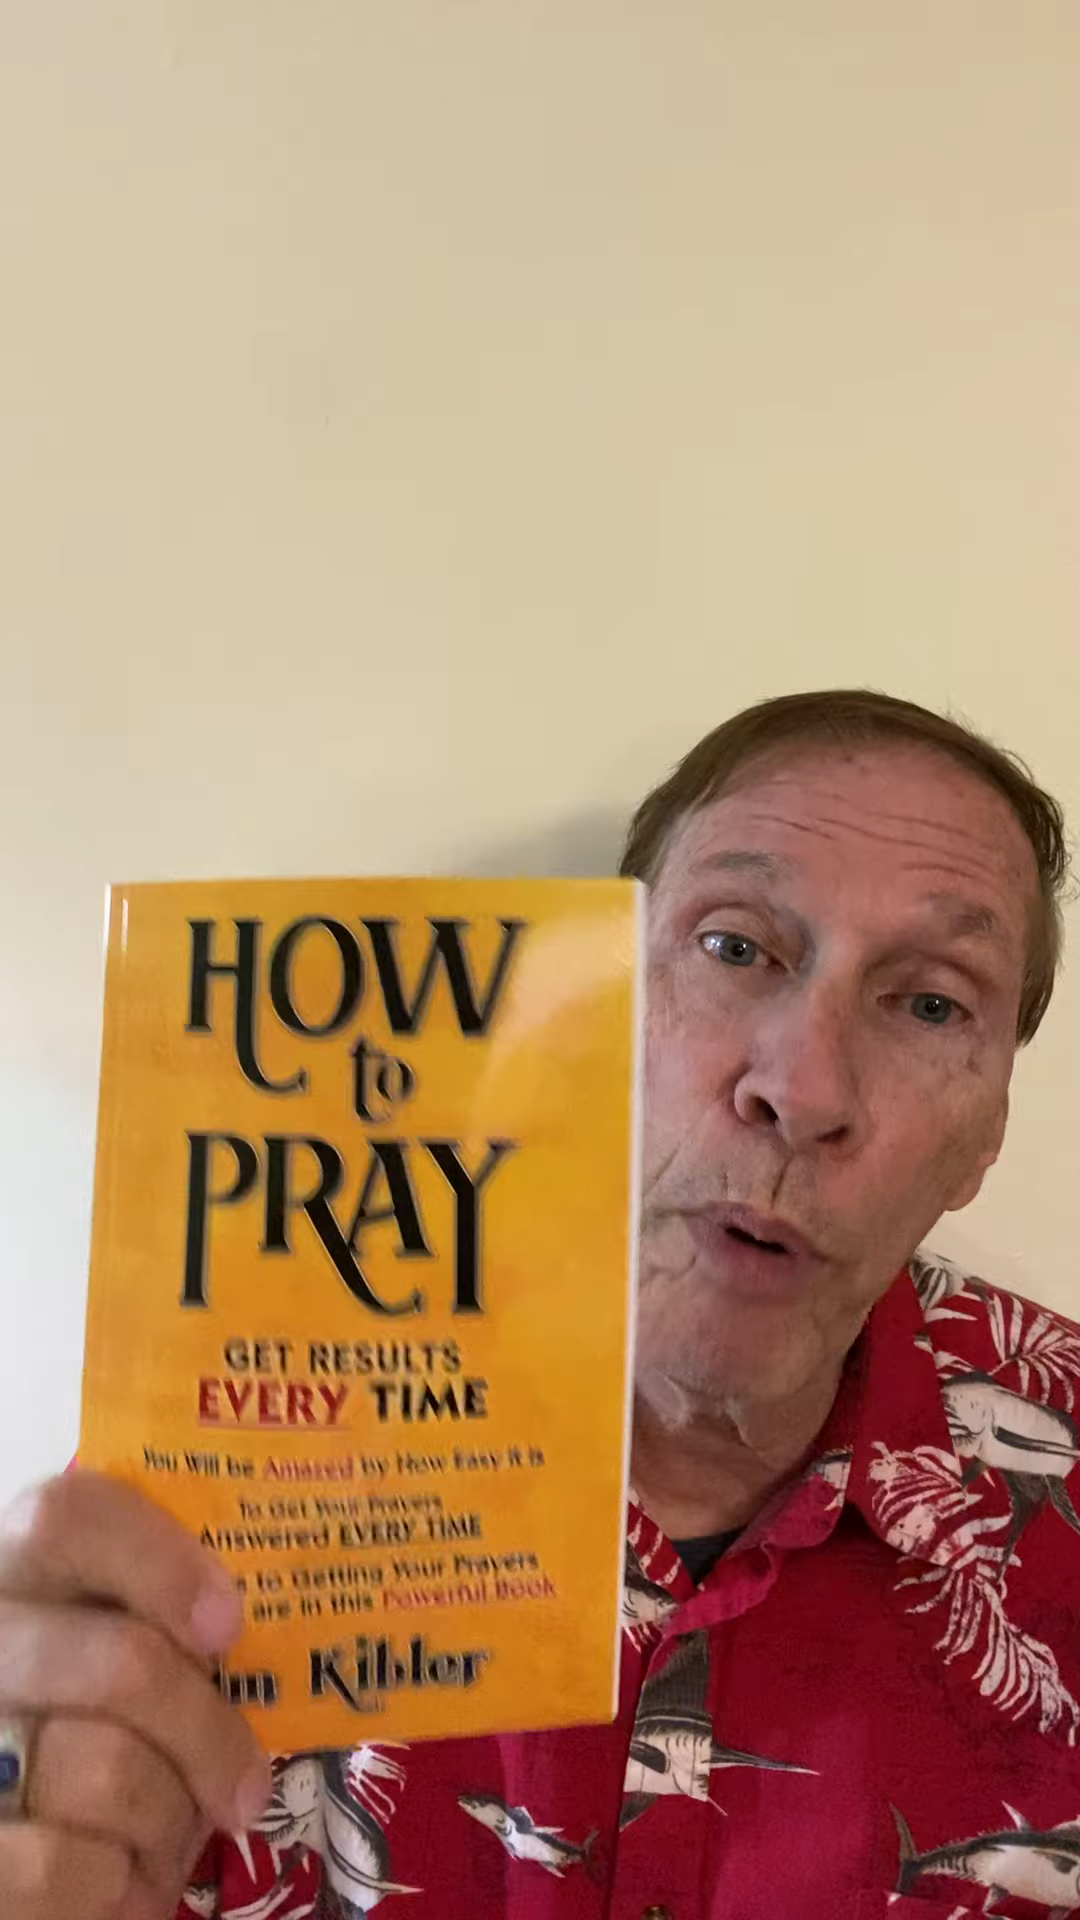 HOW
to
PRAY
GET RESULTS
EVERY TIME
You Will be Amazed by How Easy It is
To Get Your Prayers
Answered EVERY TIME
to Getting Your Prayers
are in this Powerful Book
Kibler